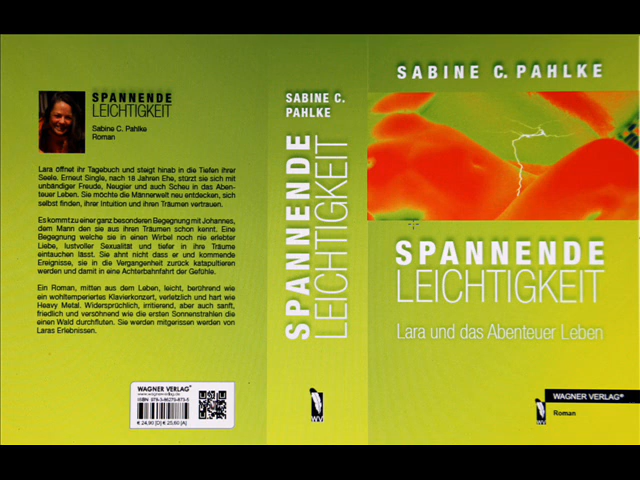 SPANNENDE
LEICHTIGKEIT
Sabine C. Pahlke
Roman
Lara öffnet ihr Tagebuch und steigt hinab in die Tiefen ihrer
Seele. Erneut Single, nach 18 Jahren Ehe, stürzt sie sich mit
unbändiger Freude, Neugier und auch Scheu in das Aben-
teuer Leben. Sie möchte die Männerwelt neu entdecken, sich
selbst finden, ihrer Intuition und ihren Träumen vertrauen.
Es kommt zu einer ganz besonderen Begegnung mit Johannes,
dem Mann den sie aus ihren Träumen schon kennt. Eine
Begegnung welche sie in einen Wirbel noch nie erlebter
Liebe, lustvoller Sexualität und tiefer in ihre Träume
eintauchen lässt. Sie ahnt nicht dass er und kommende
Ereignisse, sie in die Vergangenheit zurück katapultieren
werden und damit in eine Achterbahnfahrt der Gefühle.
Ein Roman, mitten aus dem Leben, leicht, berührend wie
ein wohltemperiertes Klavierkonzert, verletzlich und hart wie
Heavy Metal. Widersprüchlich, irritierend, aber auch sanft,
friedlich und versöhnend wie die ersten Sonnenstrahlen die
einen Wald durchfluten. Sie werden mitgerissen werden von
Laras Erlebnissen.
WAGNER VERLAG®
www.wagner-verlag.de
€ 24,90 [D] € 25,60 [A]
SABINE C.
PAHLKE
SPANNENDE
LEICHTIGKEIT
WV
SABINE C. PAHLKE
SPANNENDE
LEICHTIGKEIT
Lara und das Abenteuer Leben
WAGNER VERLAG®
Roman